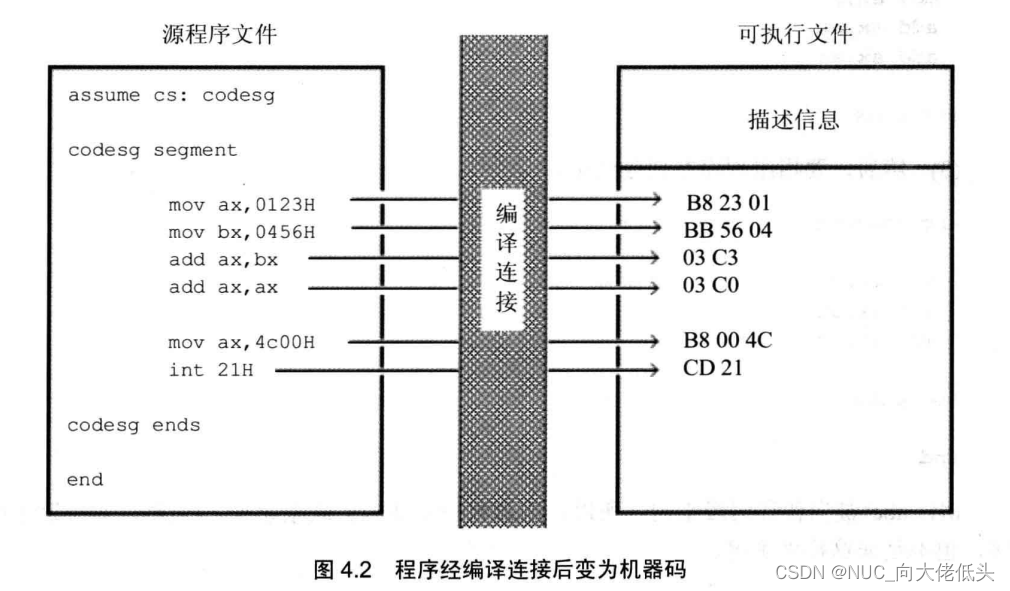 源程序文件
assume cs: codesg
codesg segment
mov ax,0123H
mov bx,0456H
add ax,bx
add ax,ax
mov ax,4c00H
int 21H
codesg ends
end
编译连接
可执行文件
描述信息
B8 23 01
BB 56 04
03 C3
03 C0
B8 00 4C
CD 21
图 4.2 程序经编译连接后变为机器码
CSDN @NUC_向大佬低头